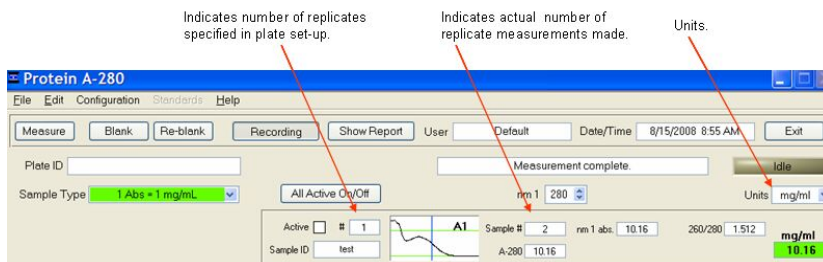 Indicates number of replicates
specified in plate set-up.
Indicates actual number of
replicate measurements made.
Units.
Protein A-280
File Edit Configuration Standards Help
Measure Blank Re-blank Recording Show Report User Default Date/Time 8/15/2008 8:55 AM Exit
Plate ID Measurement complete. Idle
Sample Type 1 Abs = 1 mg/mL All Active On/Off nm 1 280 Units mg/ml
Active # 1 A1 Sample # 2 nm 1 abs. 10.16 260/280 1.512 mg/ml
Sample ID test A-280 10.16 10.16